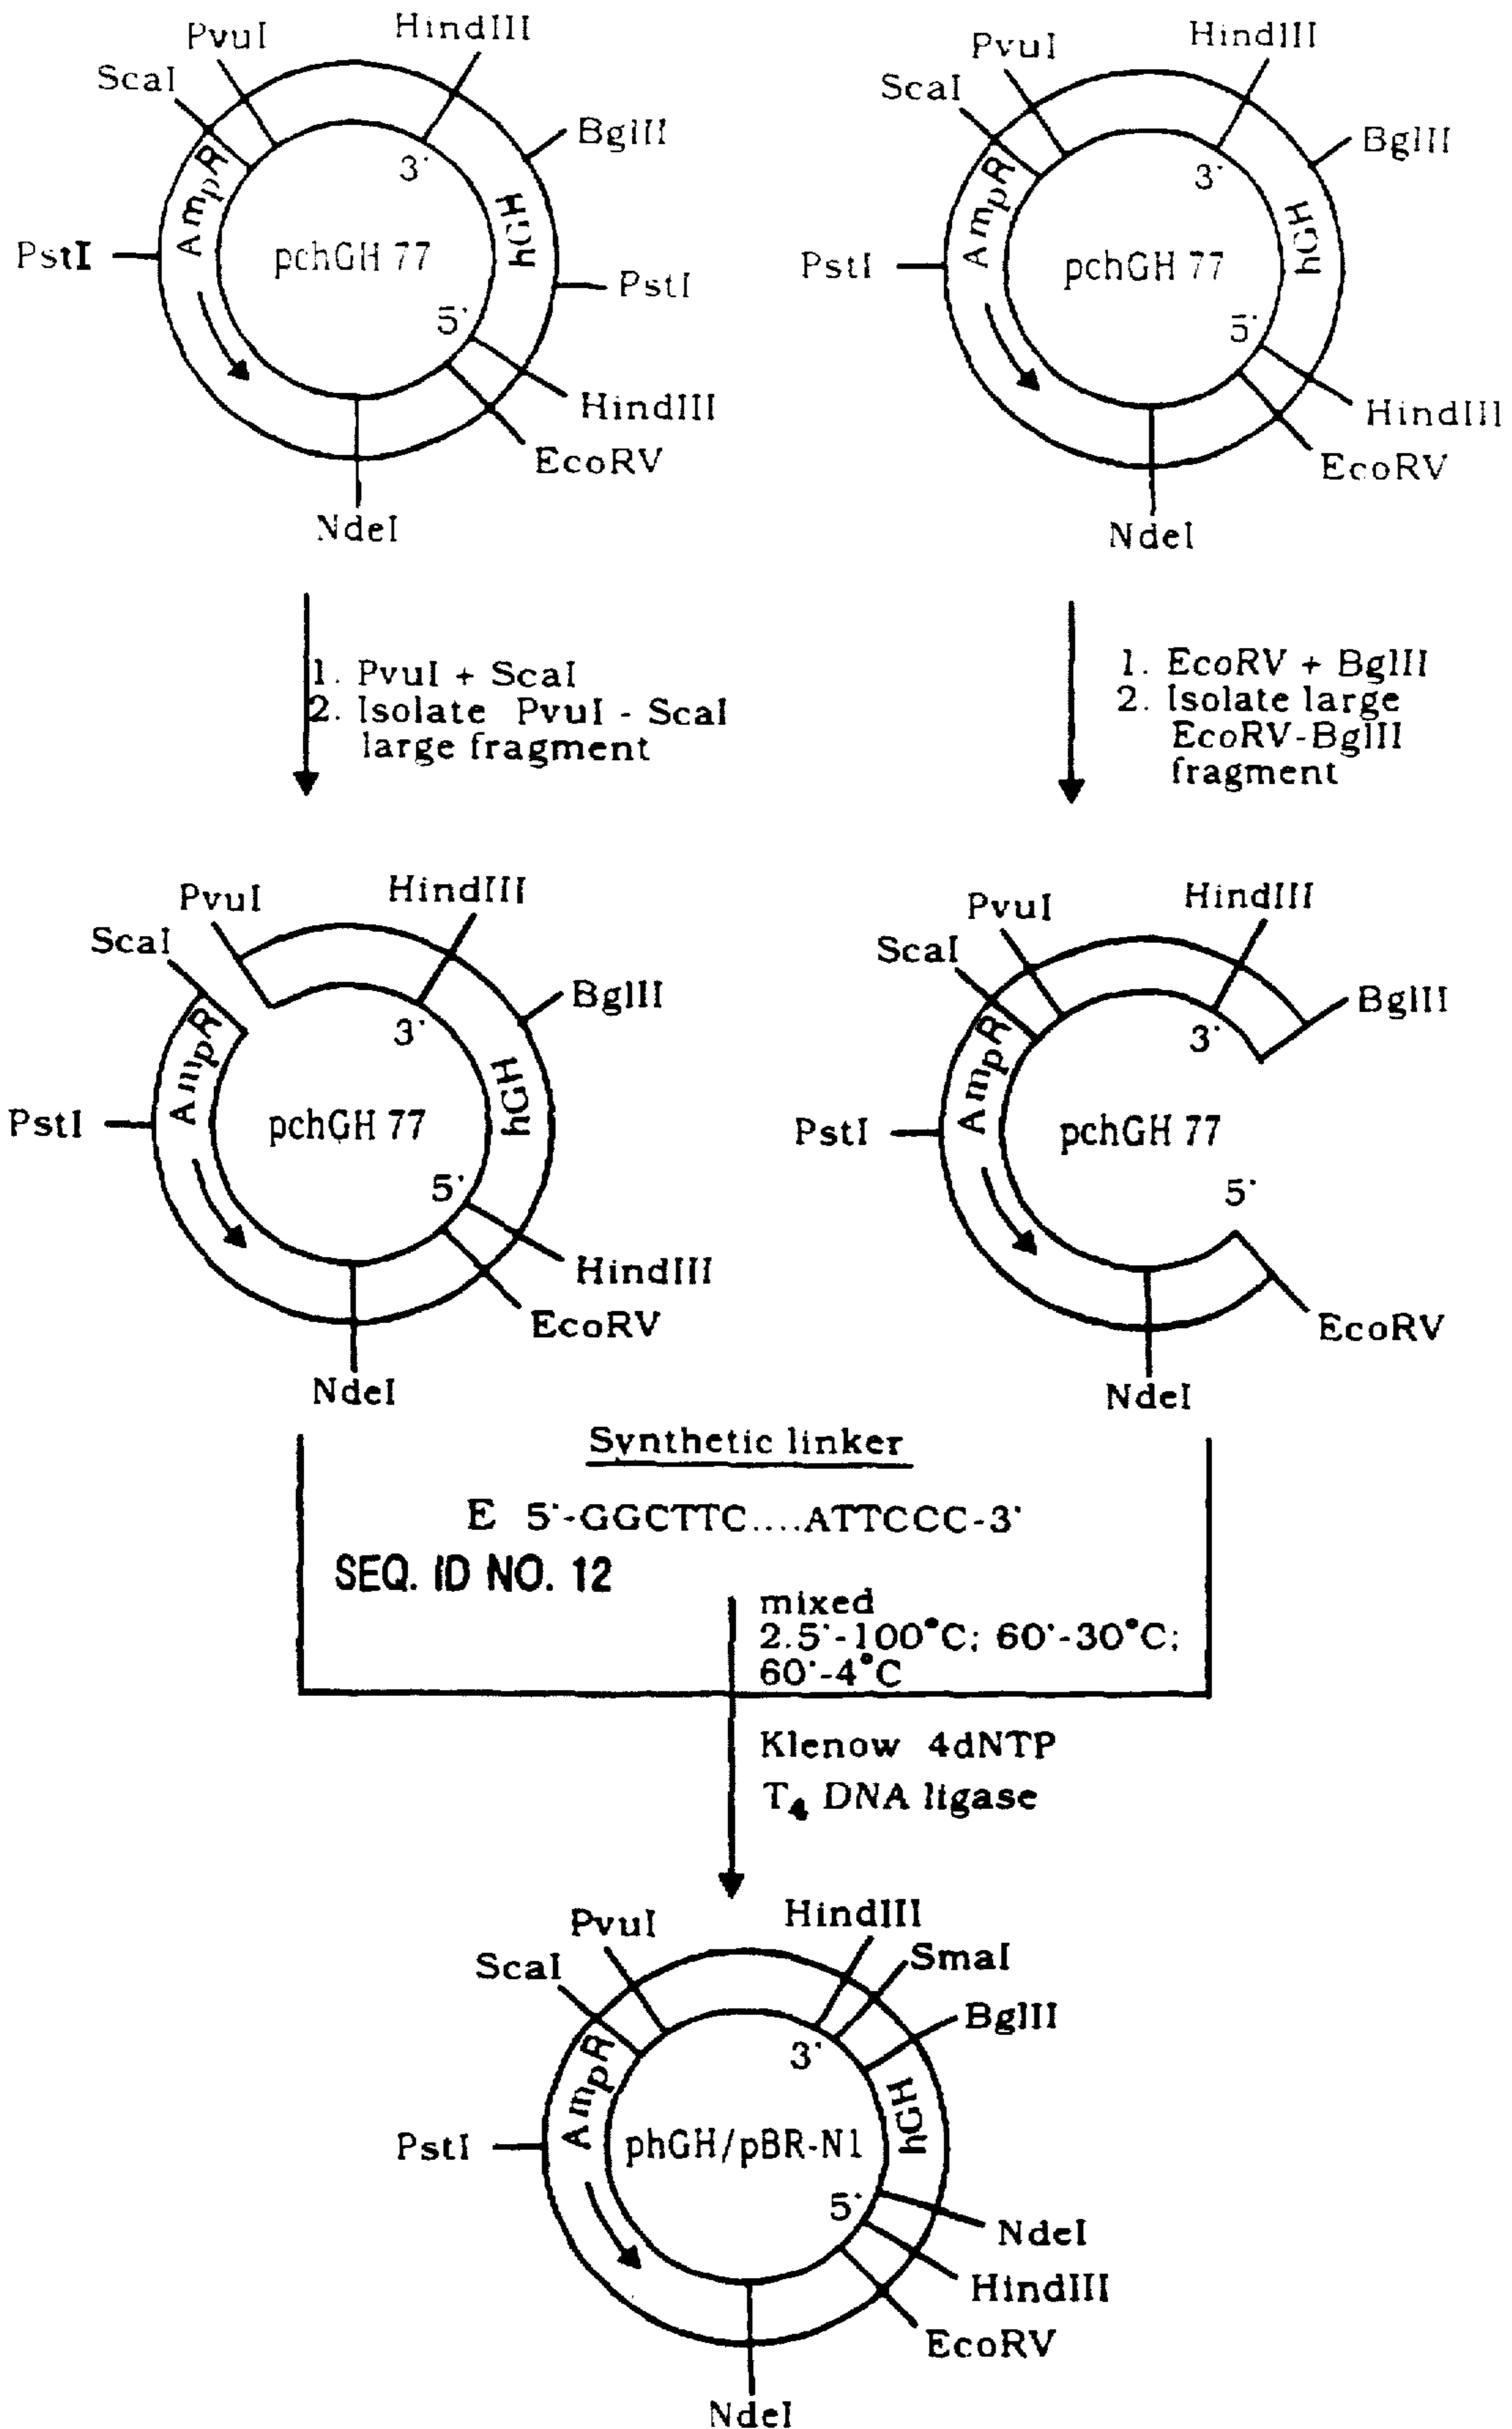 PvuI
HindIII
ScaI
BglII
AmpR
3'
hGH
PstI
pchGH 77
PstI
5'
HindIII
EcoRV
NdeI
PvuI
HindIII
ScaI
BglII
AmpR
3'
hGH
PstI
pchGH 77
5'
HindIII
EcoRV
NdeI
1. PvuI + ScaI
2. Isolate PvuI - ScaI
large fragment
1. EcoRV + BglII
2. Isolate large
EcoRV-BglII
fragment
PvuI
HindIII
ScaI
BglII
AmpR
3'
hGH
PstI
pchGH 77
5'
HindIII
EcoRV
NdeI
PvuI
HindIII
ScaI
BglII
AmpR
3'
PstI
pchGH 77
5'
EcoRV
NdeI
Synthetic linker
E 5'-GGCTTC....ATTCCC-3'
SEQ. ID NO. 12
mixed
2.5'-100°C; 60'-30°C;
60'-4°C
Klenow 4dNTP
T4 DNA ligase
PvuI
HindIII
SmaI
ScaI
BglII
AmpR
3'
hGH
PstI
phGH/pBR-N1
5'
NdeI
HindIII
EcoRV
NdeI